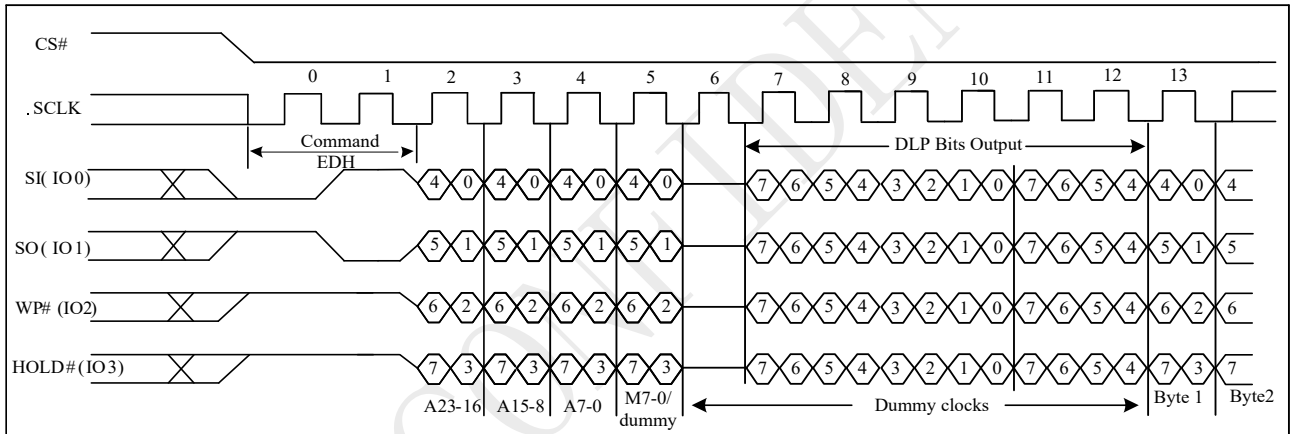 CS#
0 1 2 3 4 5 6 7 8 9 10 11 12 13
.SCLK
Command
EDH
DLP Bits Output
SI( IO0) 4 0 4 0 4 0 4 0 7 6 5 4 3 2 1 0 7 6 5 4 4 0 4
SO( IO1) 5 1 5 1 5 1 5 1 7 6 5 4 3 2 1 0 7 6 5 4 5 1 5
WP# (IO2) 6 2 6 2 6 2 6 2 7 6 5 4 3 2 1 0 7 6 5 4 6 2 6
HOLD#(IO3) 7 3 7 3 7 3 7 3 7 6 5 4 3 2 1 0 7 6 5 4 7 3 7
A23-16 A15-8 A7-0 M7-0/
dummy
Dummy clocks
Byte 1 Byte2
CONFIDEN